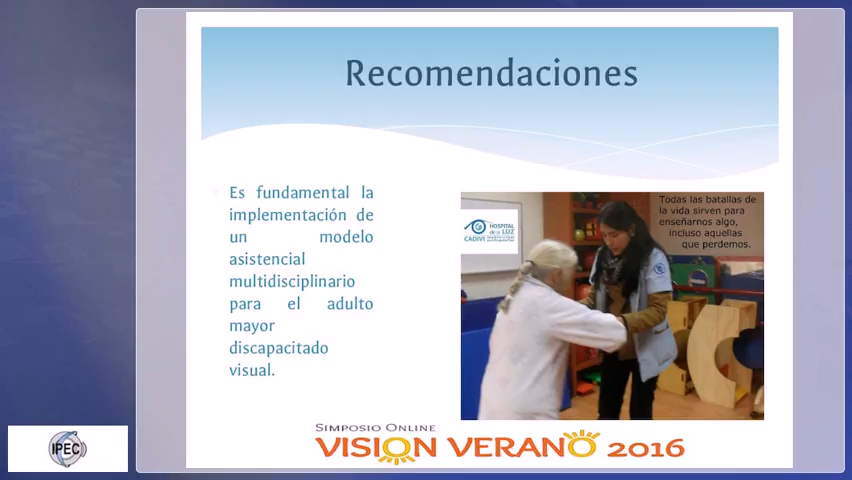 Recomendaciones
Es fundamental la
implementación de
un modelo
asistencial
multidisciplinario
para el adulto
mayor
discapacitado
visual.
Todas las batallas de
la vida sirven para
enseñarnos algo,
incluso aquellas
que perdemos.
HOSPITAL
de la LUZ
CADIVI
SIMPOSIO ONLINE
VISION VERANO 2016
IPEC